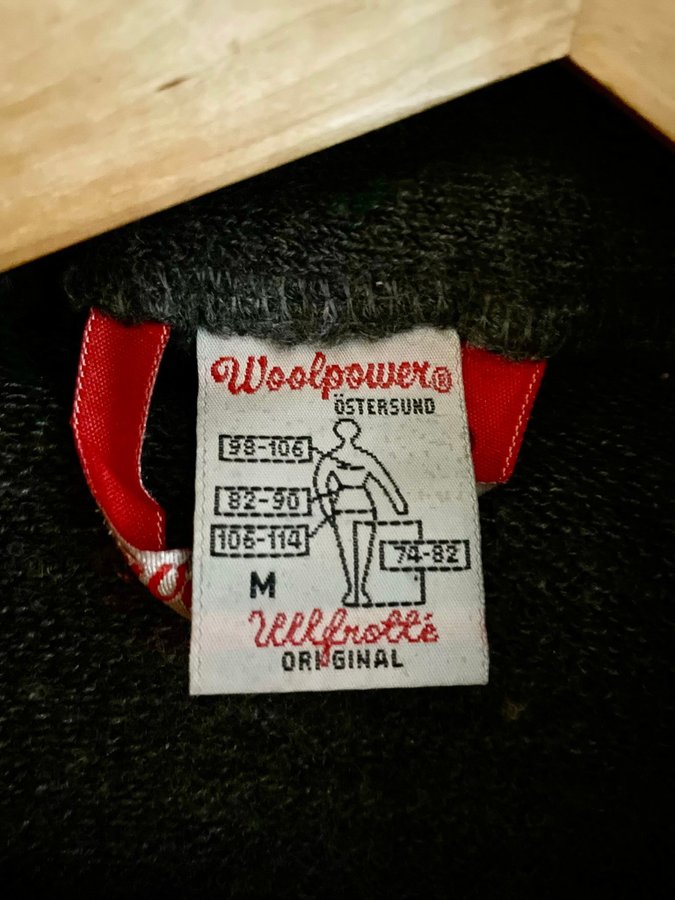 Woolpower®
ÖSTERSUND
98-106
82-90
106-114
74-82
M
Ullfrotté
ORIGINAL